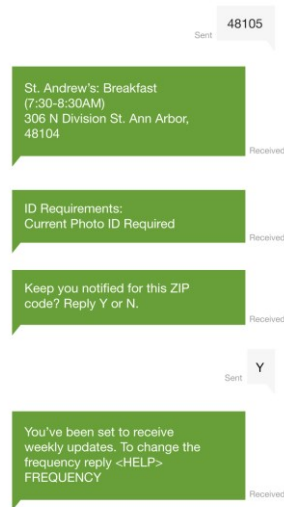 48105
Sent
St. Andrew's: Breakfast
(7:30-8:30AM)
306 N Division St. Ann Arbor,
48104
Received
ID Requirements:
Current Photo ID Required
Received
Keep you notified for this ZIP
code? Reply Y or N.
Received
Y
Sent
You've been set to receive
weekly updates. To change the
frequency reply <HELP>
FREQUENCY
Received